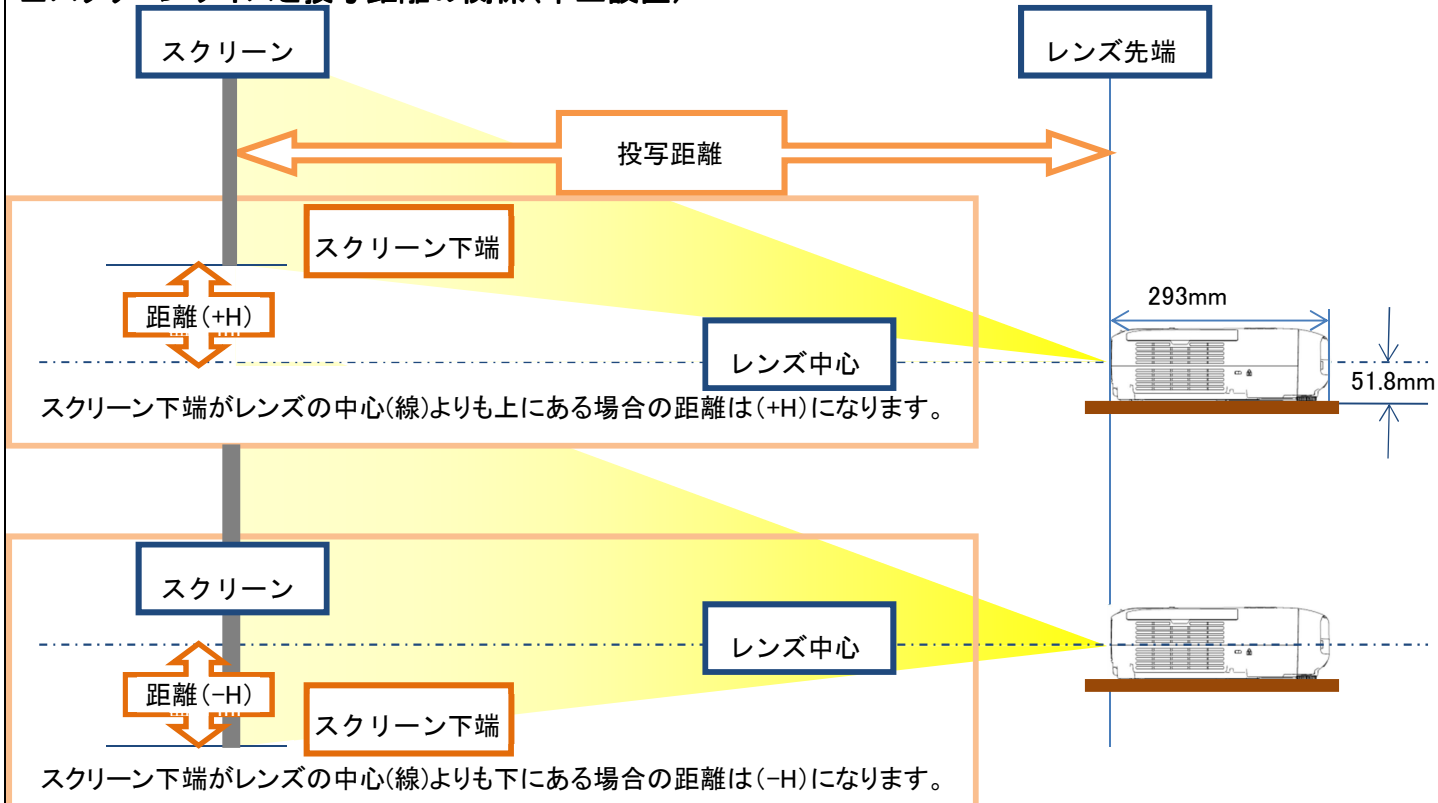 スクリーン
レンズ先端
投写距離
スクリーン下端
距離(+H)
293mm
レンズ中心
51.8mm
スクリーン下端がレンズの中心(線)よりも上にある場合の距離は(+H)になります。
スクリーン
レンズ中心
距離(-H)
スクリーン下端
スクリーン下端がレンズの中心(線)よりも下にある場合の距離は(-H)になります。